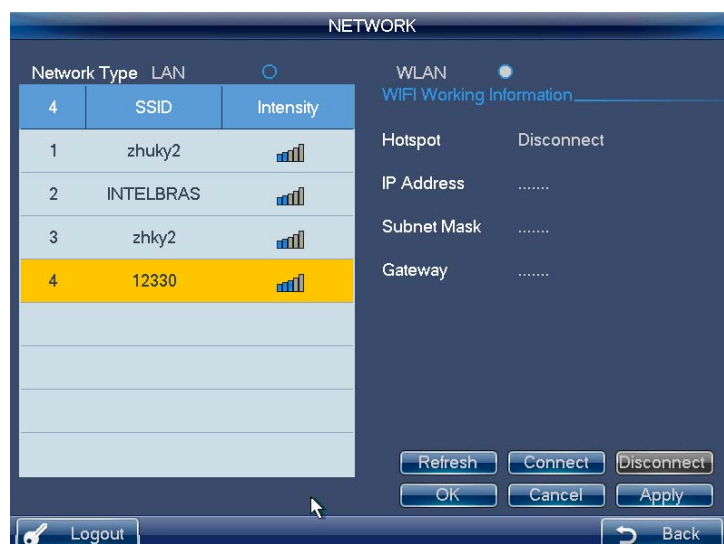 NETWORK
Network Type LAN WLAN
WIFI Working Information
4 SSID Intensity
1 zhuky2
2 INTELBRAS
3 zhky2
4 12330
Hotspot Disconnect
IP Address .......
Subnet Mask .......
Gateway .......
Refresh Connect Disconnect
OK Cancel Apply
Logout Back